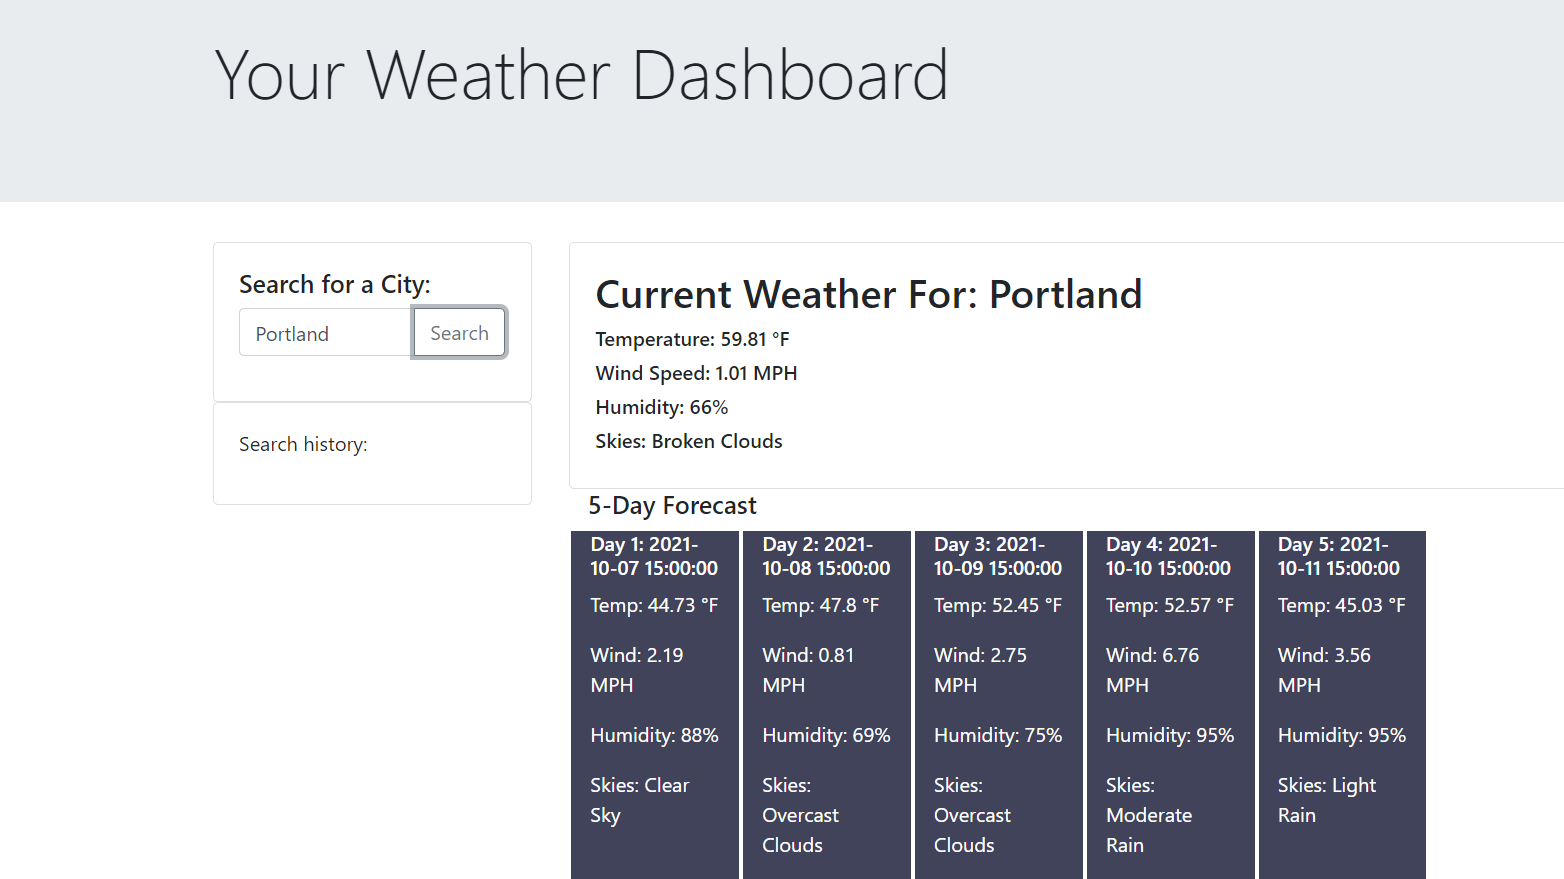 Your Weather Dashboard
Search for a City:
Portland
Search
Search history:
Current Weather For: Portland
Temperature: 59.81 °F
Wind Speed: 1.01 MPH
Humidity: 66%
Skies: Broken Clouds
5-Day Forecast
Day 1: 2021-
10-07 15:00:00
Temp: 44.73 °F
Wind: 2.19
MPH
Humidity: 88%
Skies: Clear
Sky
Day 2: 2021-
10-08 15:00:00
Temp: 47.8 °F
Wind: 0.81
MPH
Humidity: 69%
Skies:
Overcast
Clouds
Day 3: 2021-
10-09 15:00:00
Temp: 52.45 °F
Wind: 2.75
MPH
Humidity: 75%
Skies:
Overcast
Clouds
Day 4: 2021-
10-10 15:00:00
Temp: 52.57 °F
Wind: 6.76
MPH
Humidity: 95%
Skies:
Moderate
Rain
Day 5: 2021-
10-11 15:00:00
Temp: 45.03 °F
Wind: 3.56
MPH
Humidity: 95%
Skies: Light
Rain